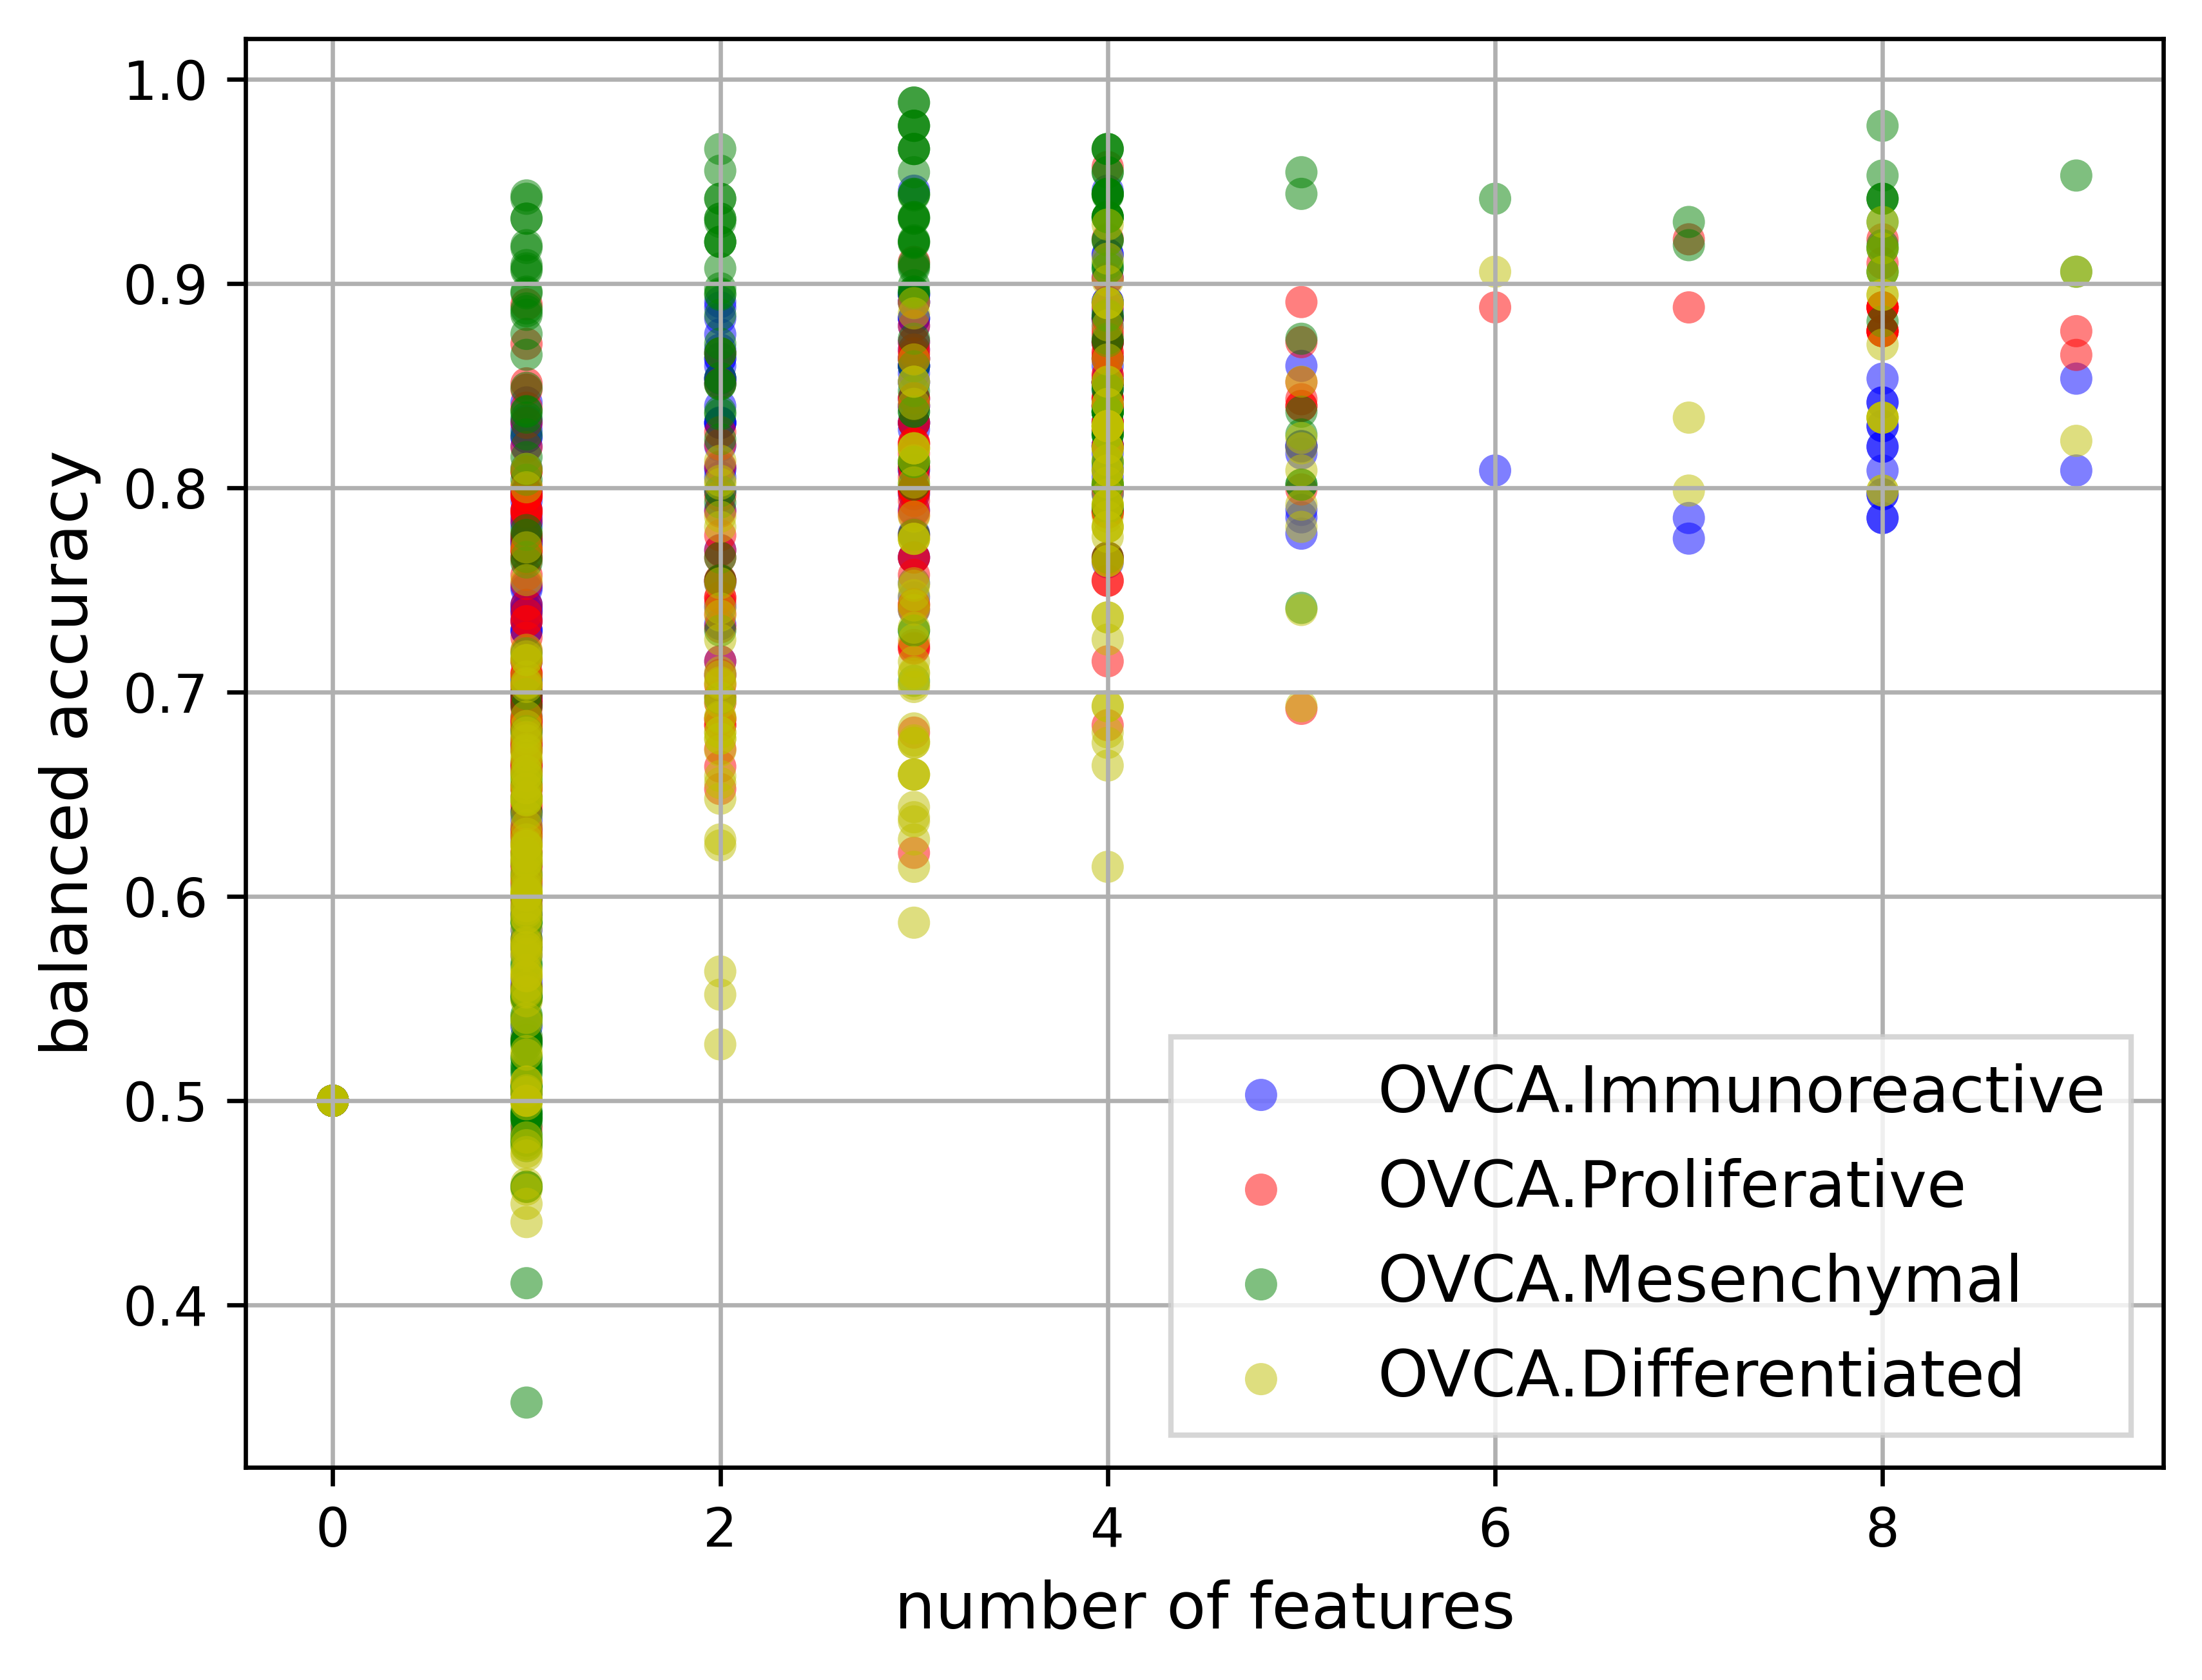 1.0
0.9
0.8
0.7
0.6
0.5
0.4
balanced accuracy
OVCA.Immunoreactive
OVCA.Proliferative
OVCA.Mesenchymal
OVCA.Differentiated
0 2 4 6 8
number of features